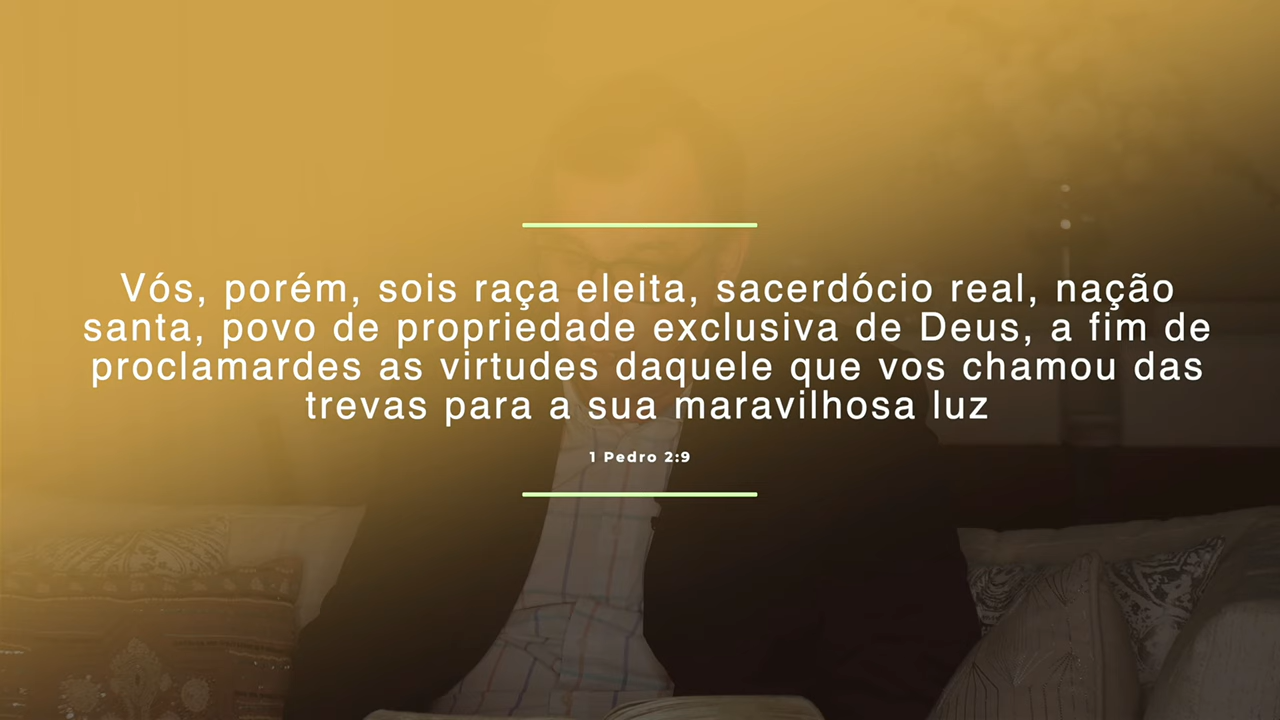 Vós, porém, sois raça eleita, sacerdócio real, nação
santa, povo de propriedade exclusiva de Deus, a fim de
proclamardes as virtudes daquele que vos chamou das
trevas para a sua maravilhosa luz
1 Pedro 2:9